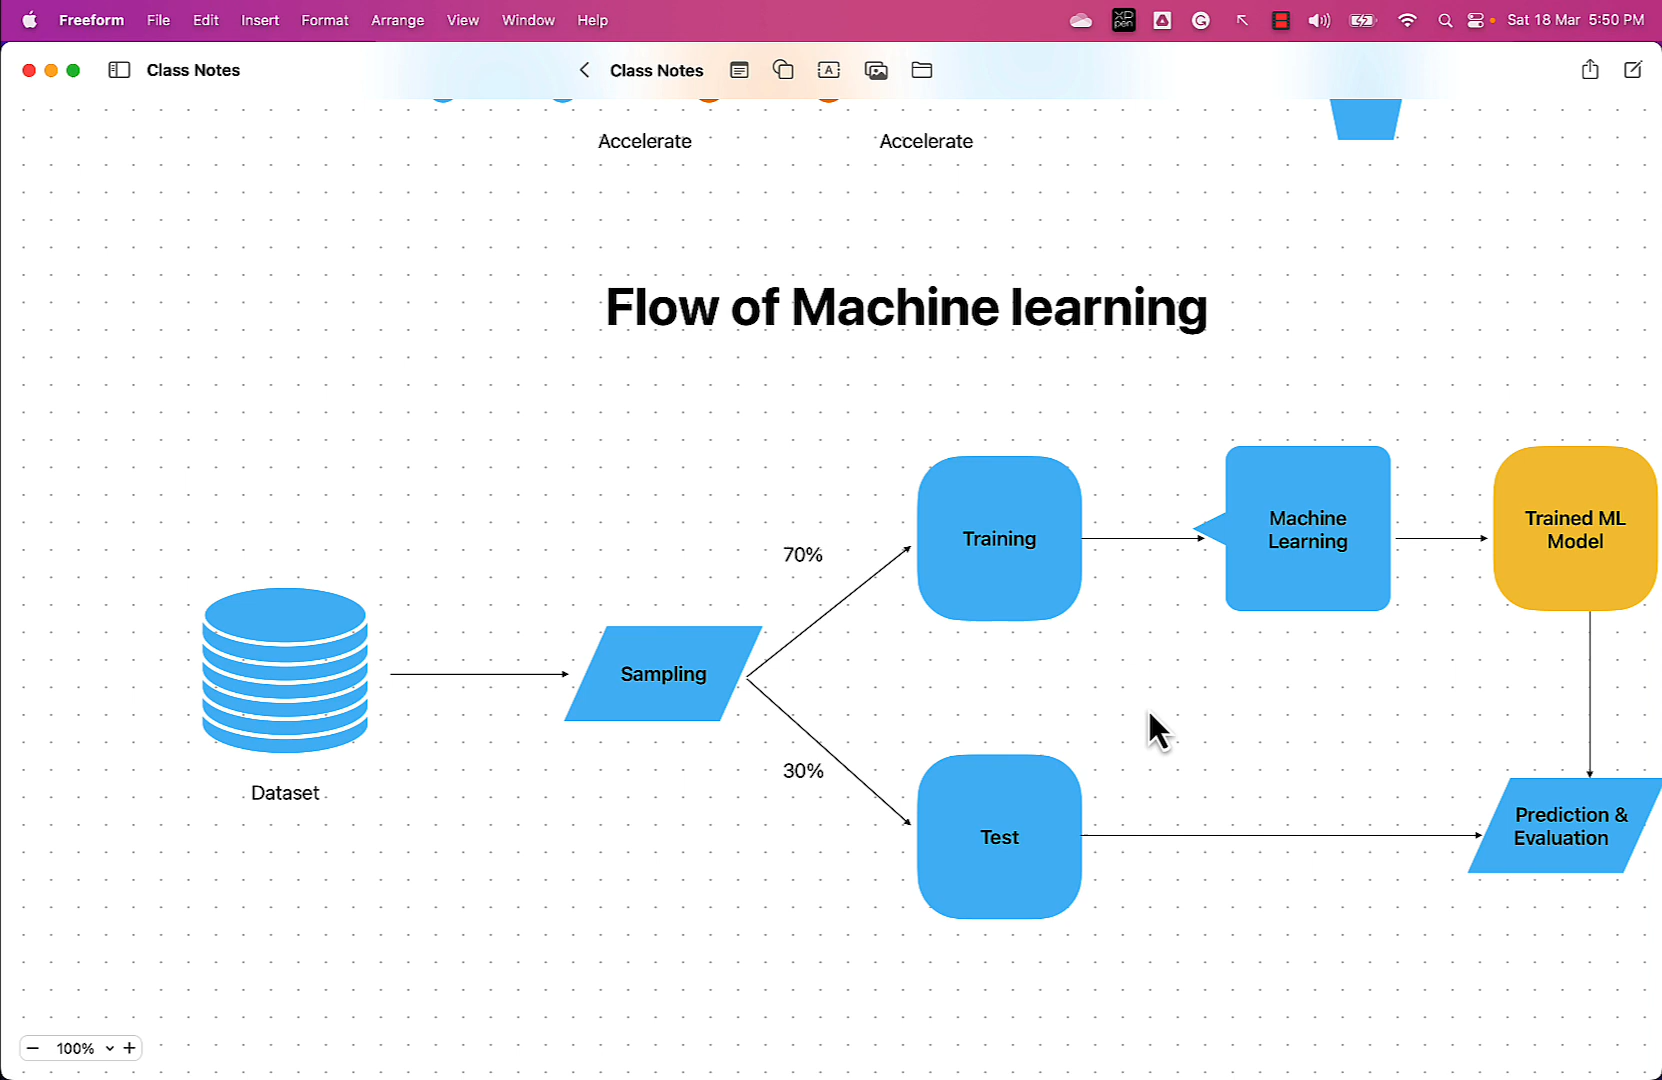 Freeform File Edit Insert Format Arrange View Window Help
XP pen
A
G
Sat 18 Mar 5:50 PM
Class Notes
Class Notes
A
Accelerate
Accelerate
Flow of Machine learning
Training
Machine
Learning
Trained ML
Model
70%
Sampling
30%
Dataset
Test
Prediction &
Evaluation
100%